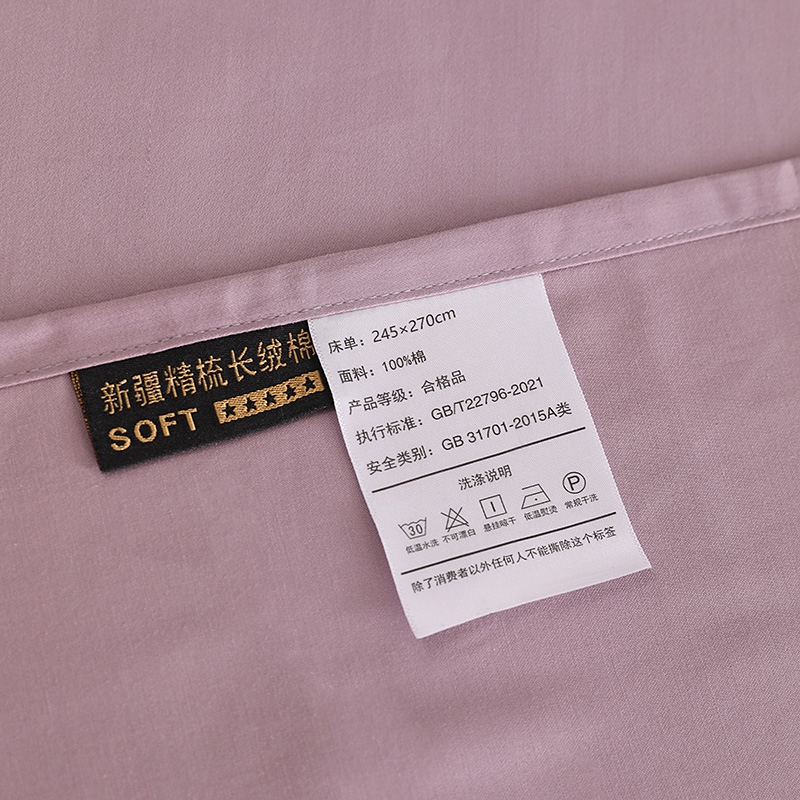 新疆精梳长绒棉
SOFT
床单：245×270cm
面料：100%棉
产品等级：合格品
执行标准：GB/T22796-2021
安全类别：GB 31701-2015A类
洗涤说明
30
P
低温水洗 不可漂白 悬挂晾干 低温熨烫 常规干洗
除了消费者以外任何人不能撕除这个标签